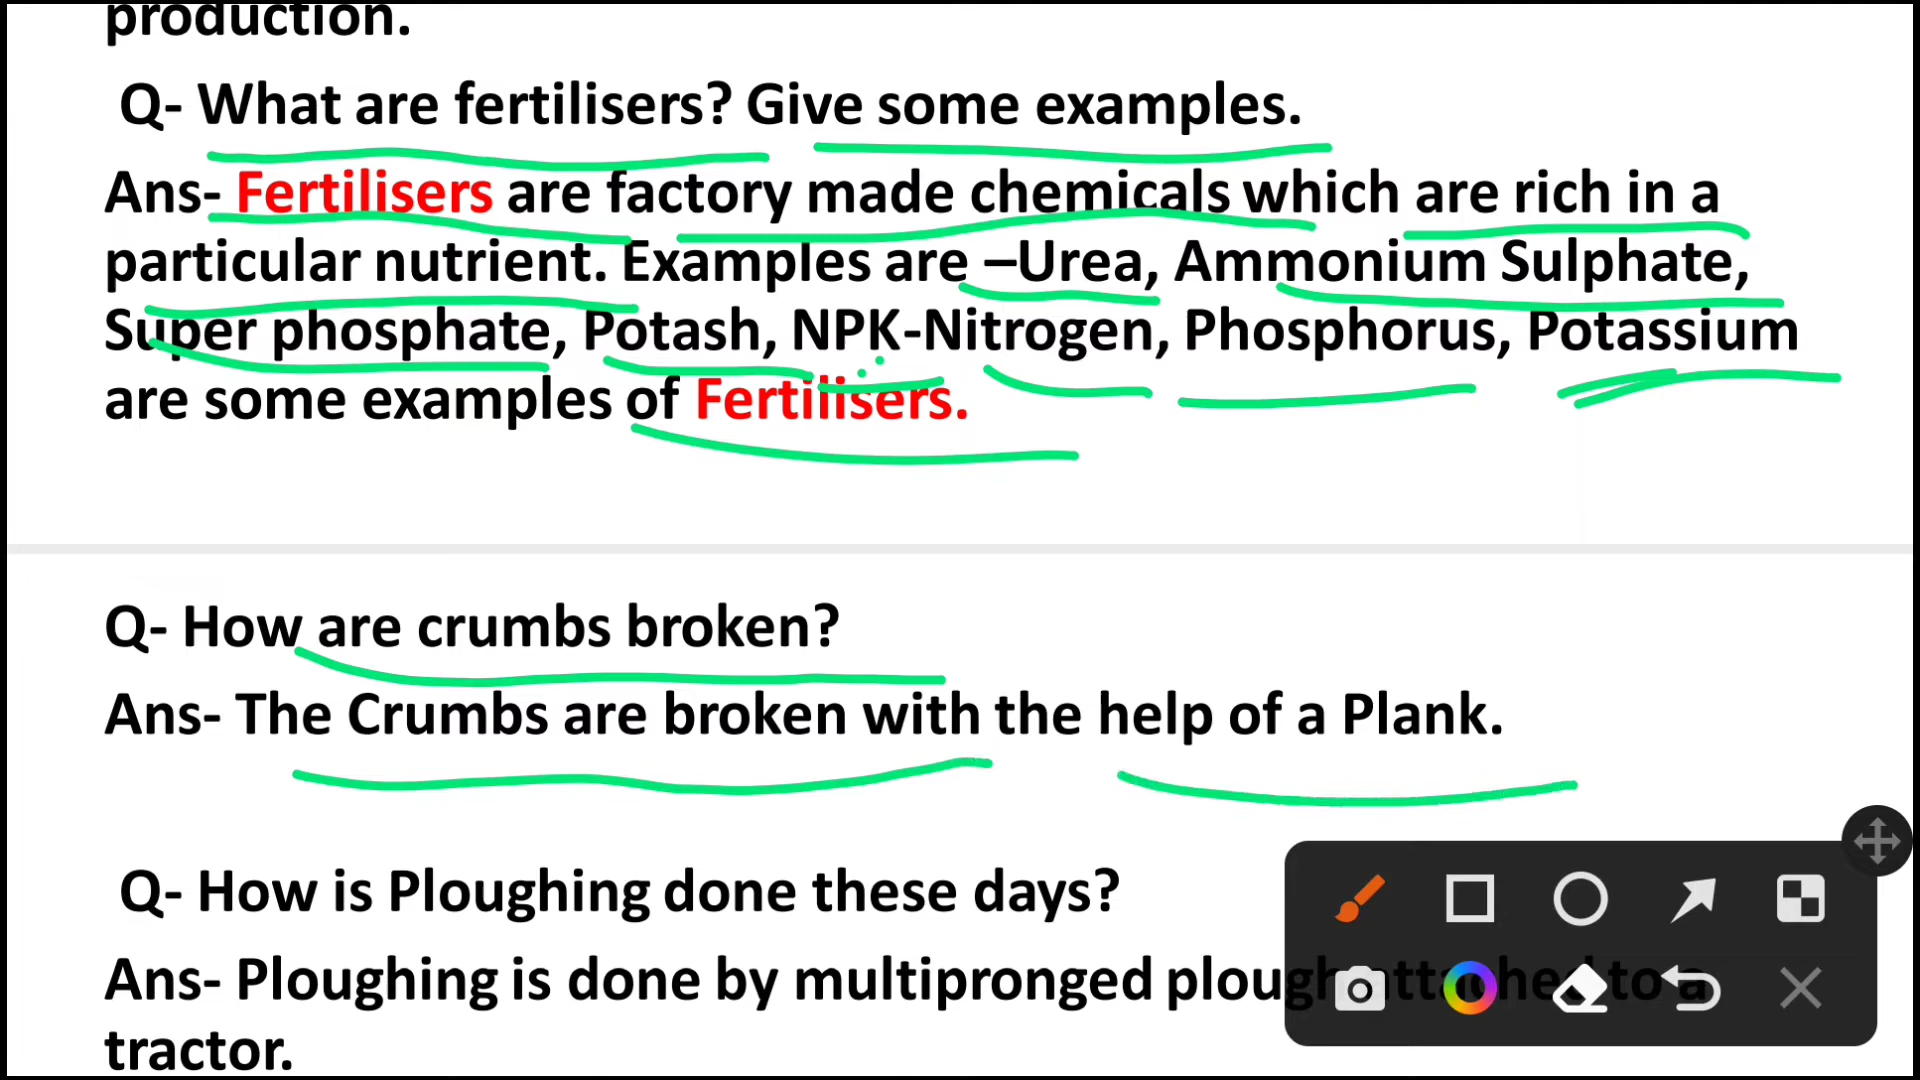 production.
Q- What are fertilisers? Give some examples.
Ans- Fertilisers are factory made chemicals which are rich in a
particular nutrient. Examples are –Urea, Ammonium Sulphate,
Super phosphate, Potash, NPK-Nitrogen, Phosphorus, Potassium
are some examples of Fertilisers.
Q- How are crumbs broken?
Ans- The Crumbs are broken with the help of a Plank.
Q- How is Ploughing done these days?
Ans- Ploughing is done by multipronged plough attached to a
tractor.